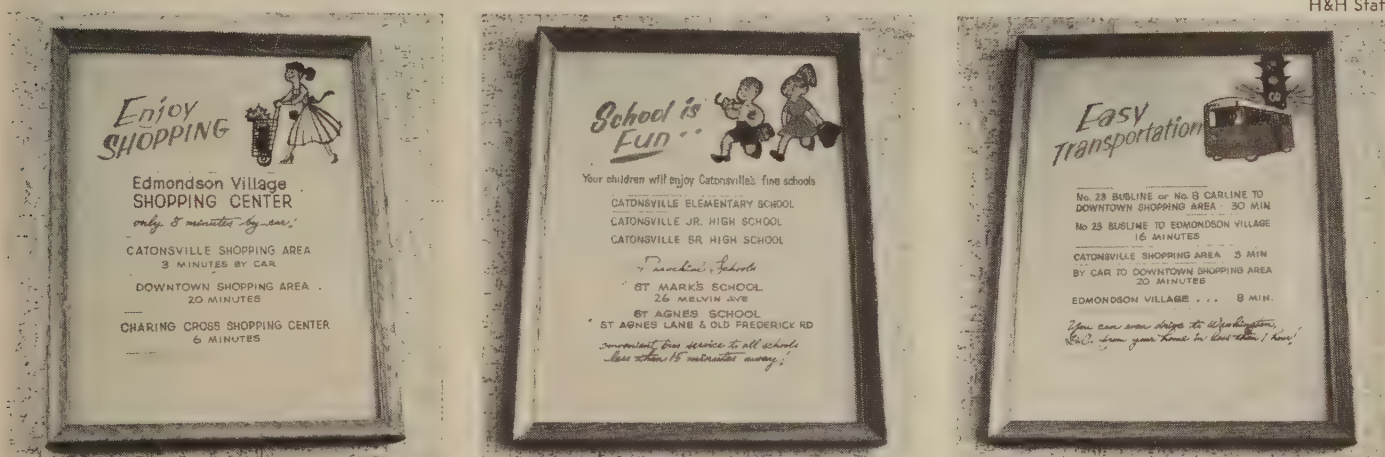 H&H Staf
Enjoy
SHOPPING
Edmondson Village
SHOPPING CENTER
only 8 minutes by car!
CATONSVILLE SHOPPING AREA
3 MINUTES BY CAR
DOWNTOWN SHOPPING AREA
20 MINUTES
CHARING CROSS SHOPPING CENTER
6 MINUTES
School is
Fun..
Your children will enjoy Catonsville's fine schools
CATONSVILLE ELEMENTARY SCHOOL
CATONSVILLE JR. HIGH SCHOOL
CATONSVILLE SR. HIGH SCHOOL
Parochial Schools
ST MARK'S SCHOOL
26 MELVIN AVE
ST AGNES SCHOOL
ST AGNES LANE & OLD FREDERICK RD
convenient bus service to all schools
less than 15 minutes away!
Easy
Transportation
No. 23 BUSLINE or No. 8 CARLINE TO
DOWNTOWN SHOPPING AREA 30 MIN
No 23 BUSLINE TO EDMONDSON VILLAGE
16 MINUTES
CATONSVILLE SHOPPING AREA 3 MIN
BY CAR TO DOWNTOWN SHOPPING AREA
20 MINUTES
EDMONDSON VILLAGE ... 8 MIN.
You can even drive to Washington,
D.C. from your home in less than 1 hour!